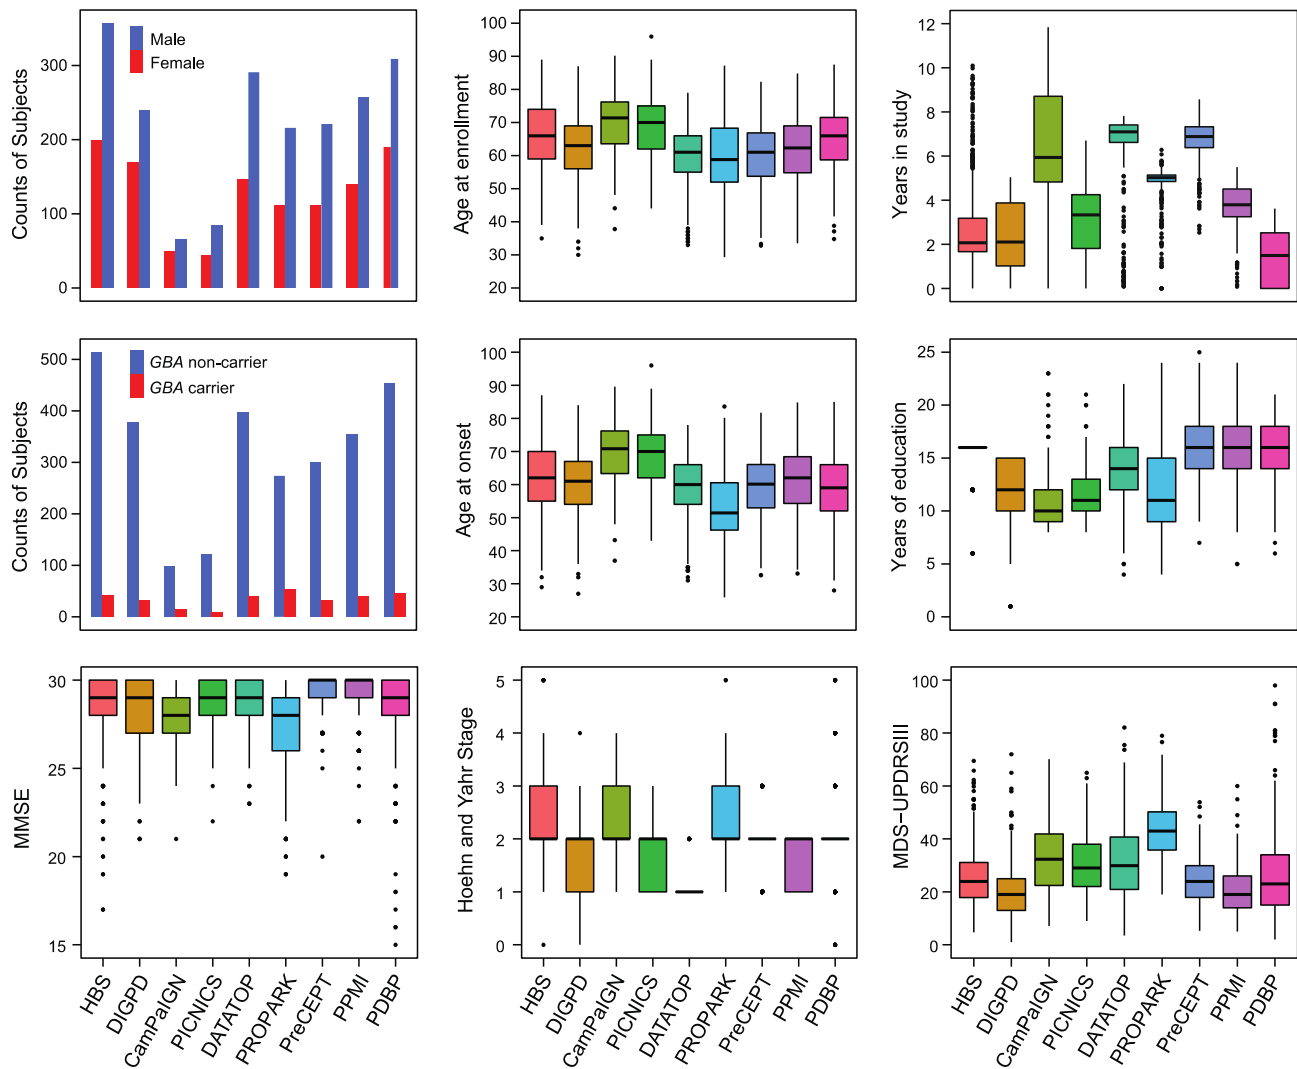 Counts of Subjects
300
200
100
0
Male
Female
Age at enrollment
100
90
80
70
60
50
40
30
20
Years in study
12
10
8
6
4
2
0
Counts of Subjects
500
400
300
200
100
0
GBA non-carrier
GBA carrier
Age at onset
100
90
80
70
60
50
40
30
20
Years of education
25
20
15
10
5
0
MMSE
30
25
20
15
HBS
DIGPD
CamPaIGN
PICNICS
DATATOP
PROPARK
PreCEPT
PPMI
PDBP
Hoehn and Yahr Stage
5
4
3
2
1
0
HBS
DIGPD
CamPaIGN
PICNICS
DATATOP
PROPARK
PreCEPT
PPMI
PDBP
MDS−UPDRSIII
100
80
60
40
20
0
HBS
DIGPD
CamPaIGN
PICNICS
DATATOP
PROPARK
PreCEPT
PPMI
PDBP